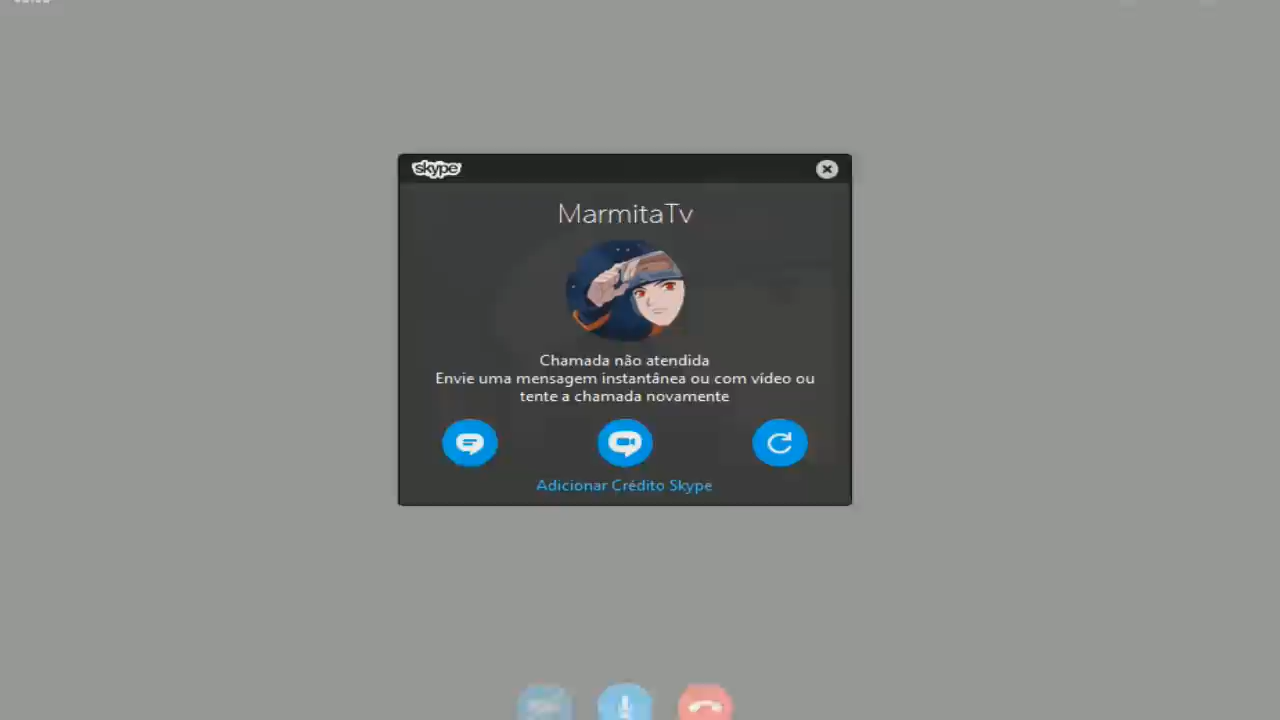 skype
MarmitaTv
Chamada não atendida
Envie uma mensagem instantânea ou com vídeo ou
tente a chamada novamente
Adicionar Crédito Skype